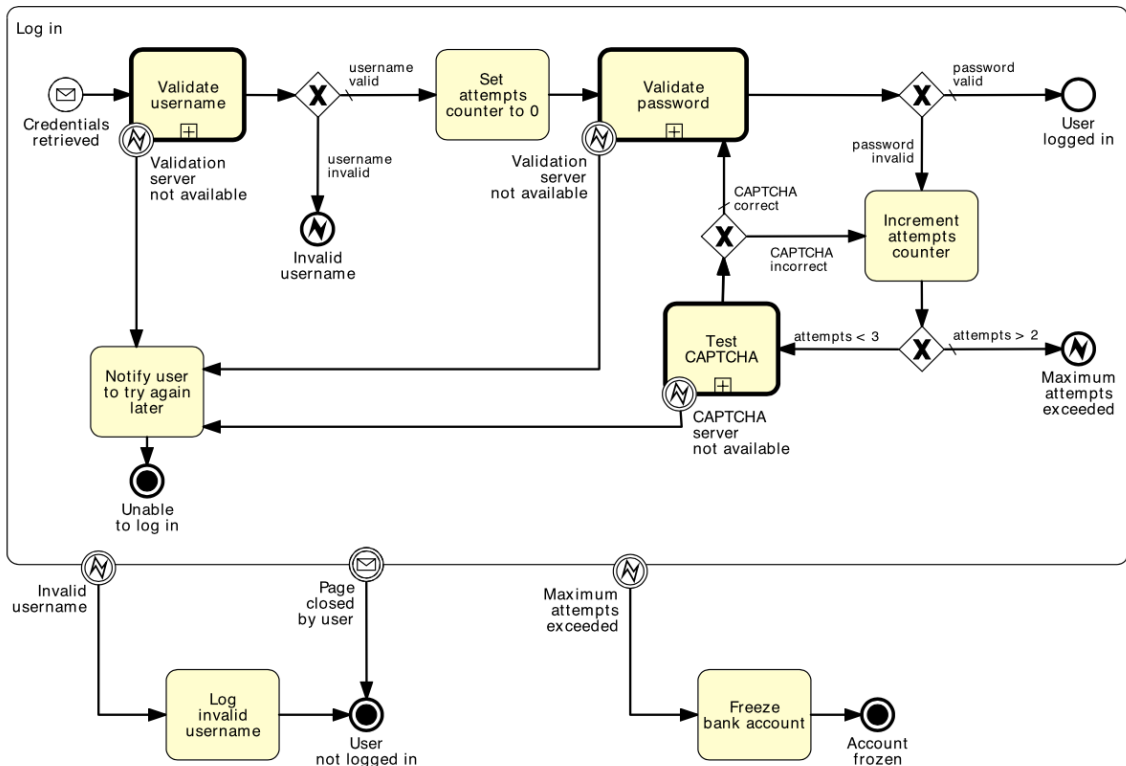 Log in
Validate
username
username
valid
Set
attempts
counter to 0
Validate
password
password
valid
Credentials
retrieved
User
logged in
Validation
server
not available
username
invalid
Validation
server
not available
password
invalid
CAPTCHA
correct
Increment
attempts
counter
Invalid
username
CAPTCHA
incorrect
Test
CAPTCHA
attempts < 3
attempts > 2
Notify user
to try again
later
Maximum
attempts
exceeded
CAPTCHA
server
not available
Unable
to log in
Invalid
username
Page
closed
by user
Maximum
attempts
exceeded
Log
invalid
username
Freeze
bank account
User
not logged in
Account
frozen